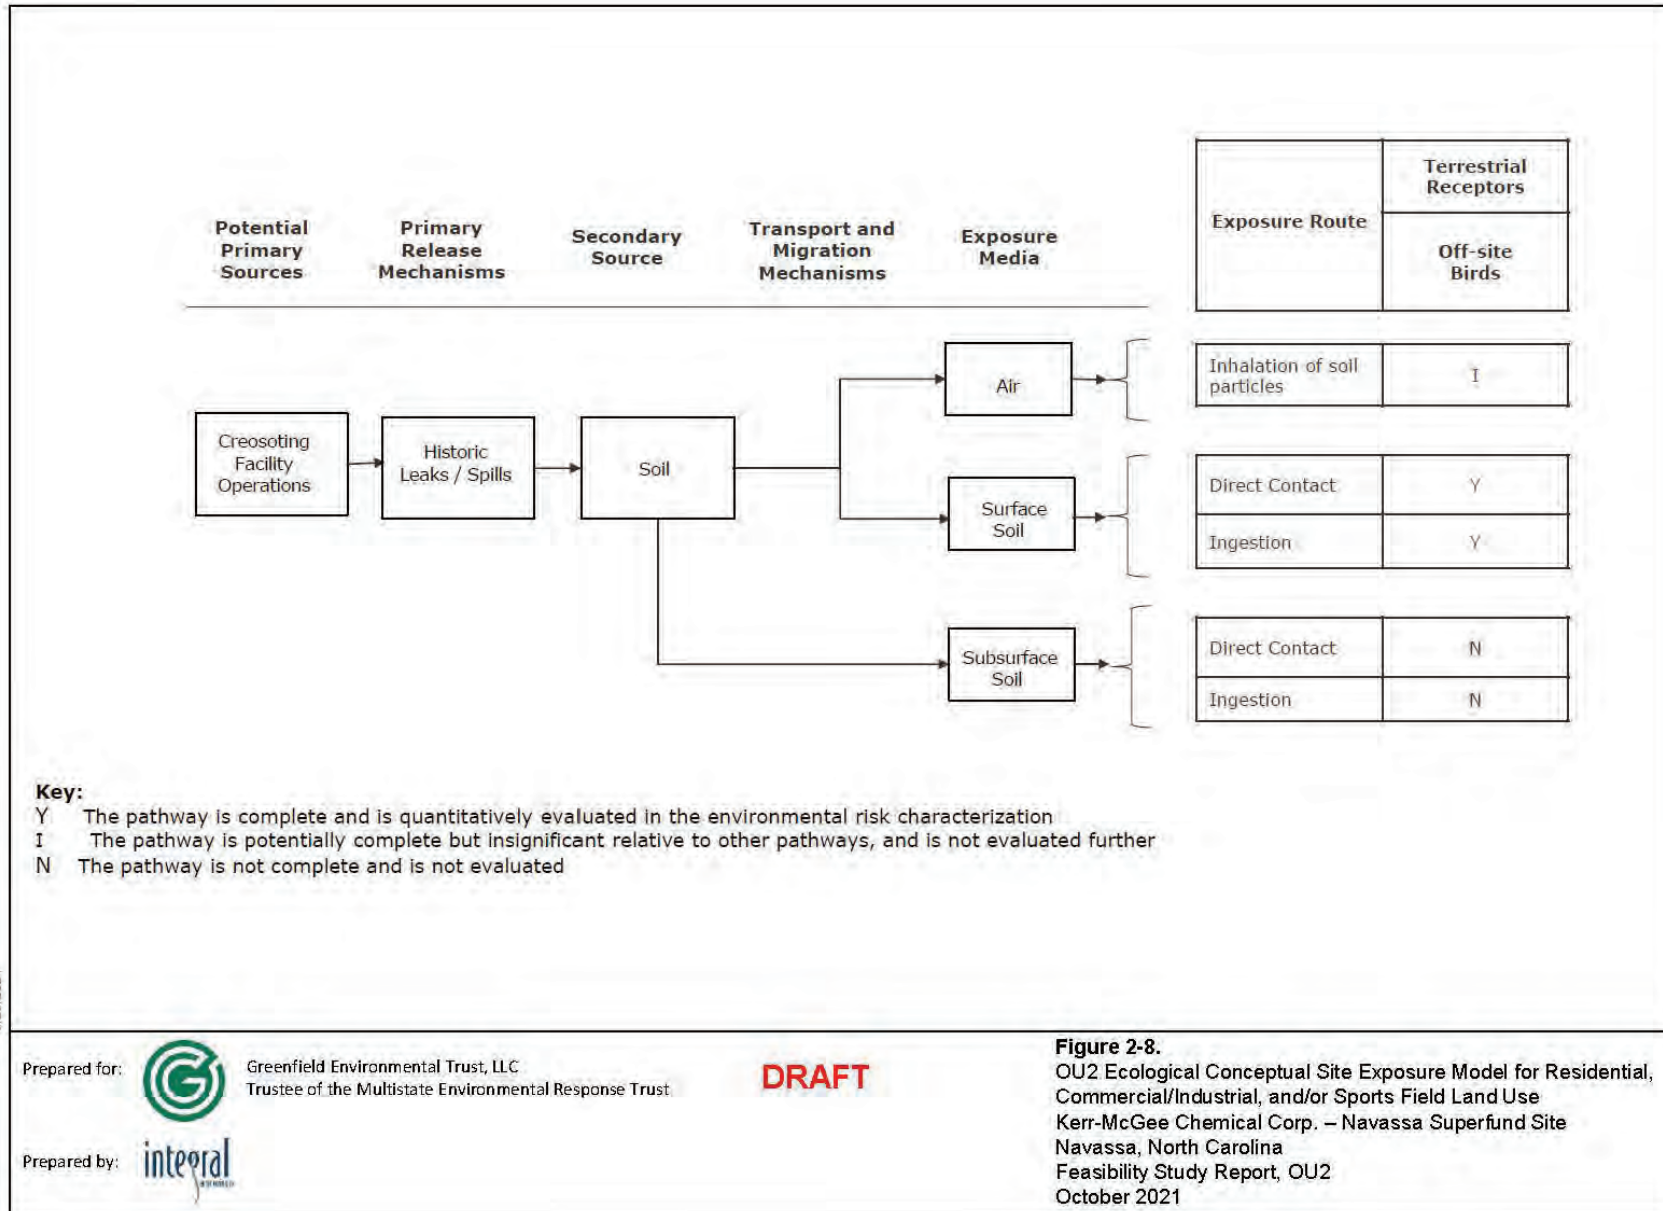 Potential
Primary
Sources
Primary
Release
Mechanisms
Secondary
Source
Transport and
Migration
Mechanisms
Exposure
Media
Exposure Route
Terrestrial
Receptors
Off-site
Birds
Creosoting
Facility
Operations
Historic
Leaks / Spills
Soil
Air
Surface
Soil
Subsurface
Soil
Inhalation of soil
particles
I
Direct Contact
Y
Ingestion
Y
Direct Contact
N
Ingestion
N
Key:
Y The pathway is complete and is quantitatively evaluated in the environmental risk characterization
I The pathway is potentially complete but insignificant relative to other pathways, and is not evaluated further
N The pathway is not complete and is not evaluated
Prepared for:
Greenfield Environmental Trust, LLC
Trustee of the Multistate Environmental Response Trust
Prepared by:
integral
DRAFT
Figure 2-8.
OU2 Ecological Conceptual Site Exposure Model for Residential,
Commercial/Industrial, and/or Sports Field Land Use
Kerr-McGee Chemical Corp. – Navassa Superfund Site
Navassa, North Carolina
Feasibility Study Report, OU2
October 2021